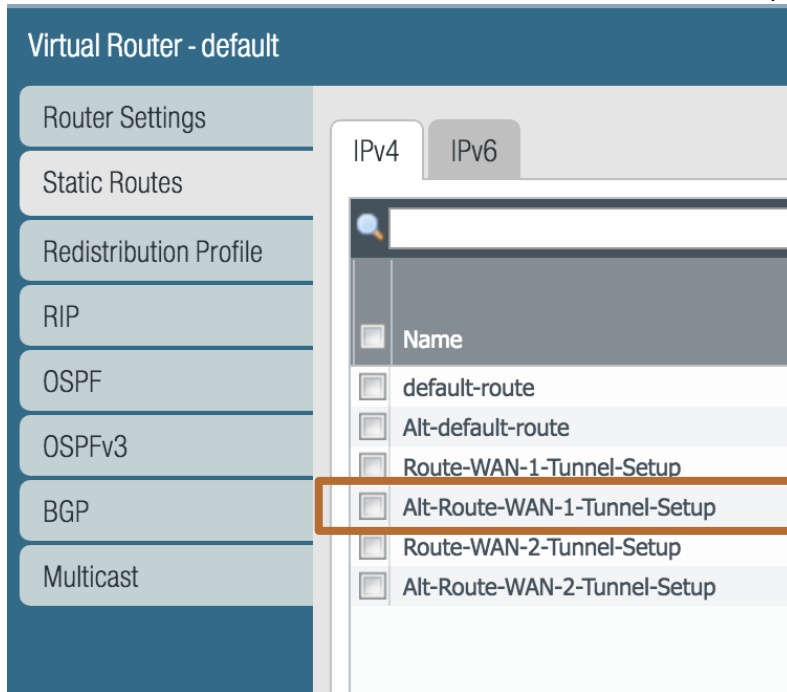 Virtual Router - default
Router Settings
Static Routes
Redistribution Profile
RIP
OSPF
OSPFv3
BGP
Multicast
IPv4 IPv6
Name
default-route
Alt-default-route
Route-WAN-1-Tunnel-Setup
Alt-Route-WAN-1-Tunnel-Setup
Route-WAN-2-Tunnel-Setup
Alt-Route-WAN-2-Tunnel-Setup